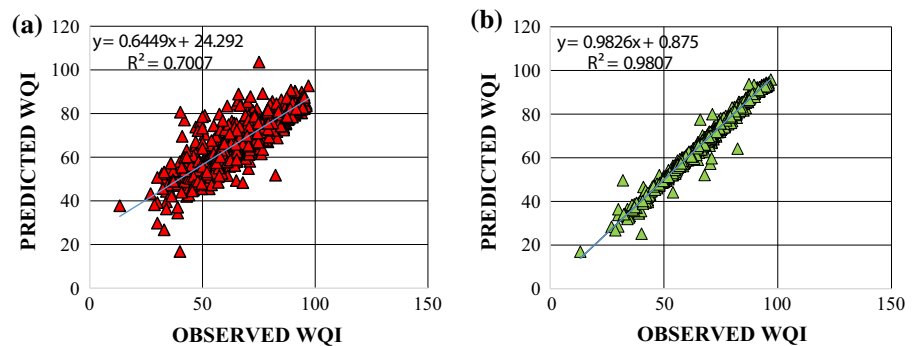 (a)
y= 0.6449x+ 24.292
R² = 0.7007
PREDICTED WQI
120
100
80
60
40
20
0
0 50 100 150
OBSERVED WQI
(b)
y= 0.9826x+ 0.875
R² = 0.9807
PREDICTED WQI
120
100
80
60
40
20
0
0 50 100 150
OBSERVED WQI